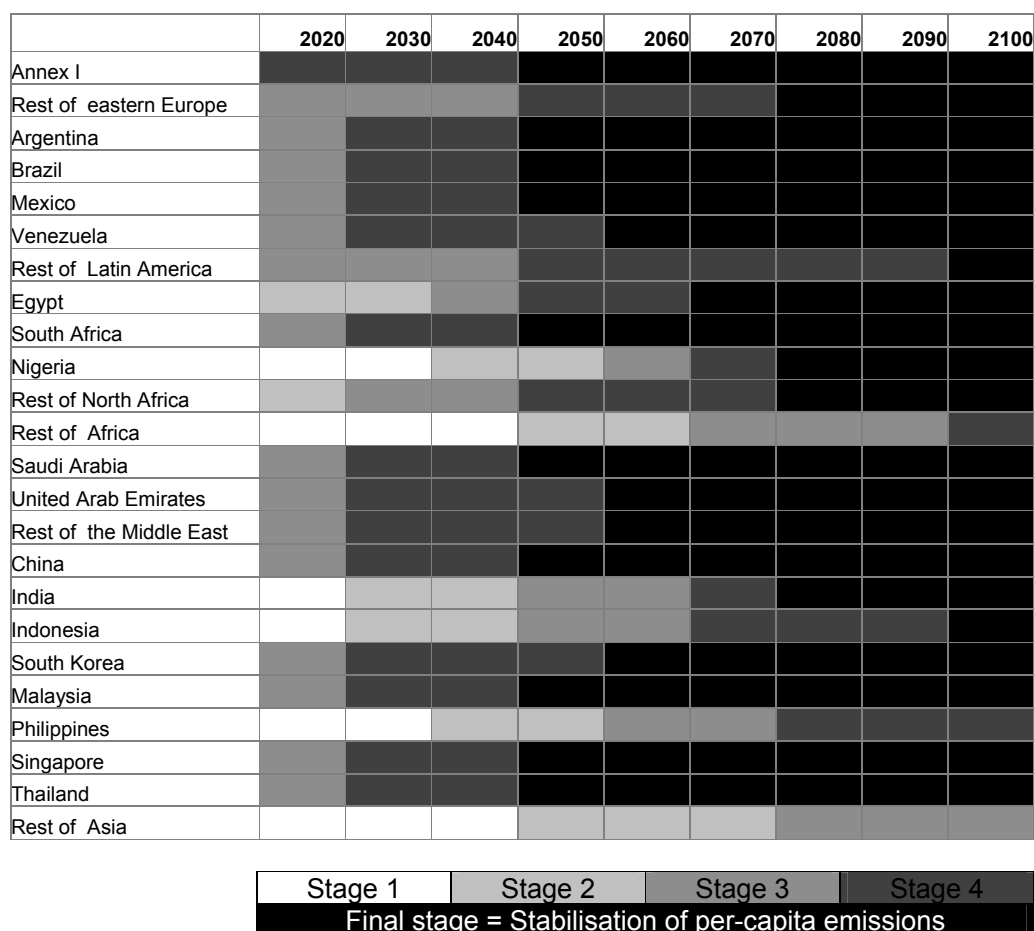 2020 2030 2040 2050 2060 2070 2080 2090 2100
Annex I
Rest of eastern Europe
Argentina
Brazil
Mexico
Venezuela
Rest of Latin America
Egypt
South Africa
Nigeria
Rest of North Africa
Rest of Africa
Saudi Arabia
United Arab Emirates
Rest of the Middle East
China
India
Indonesia
South Korea
Malaysia
Philippines
Singapore
Thailand
Rest of Asia
Stage 1 Stage 2 Stage 3 Stage 4
Final stage = Stabilisation of per-capita emissions